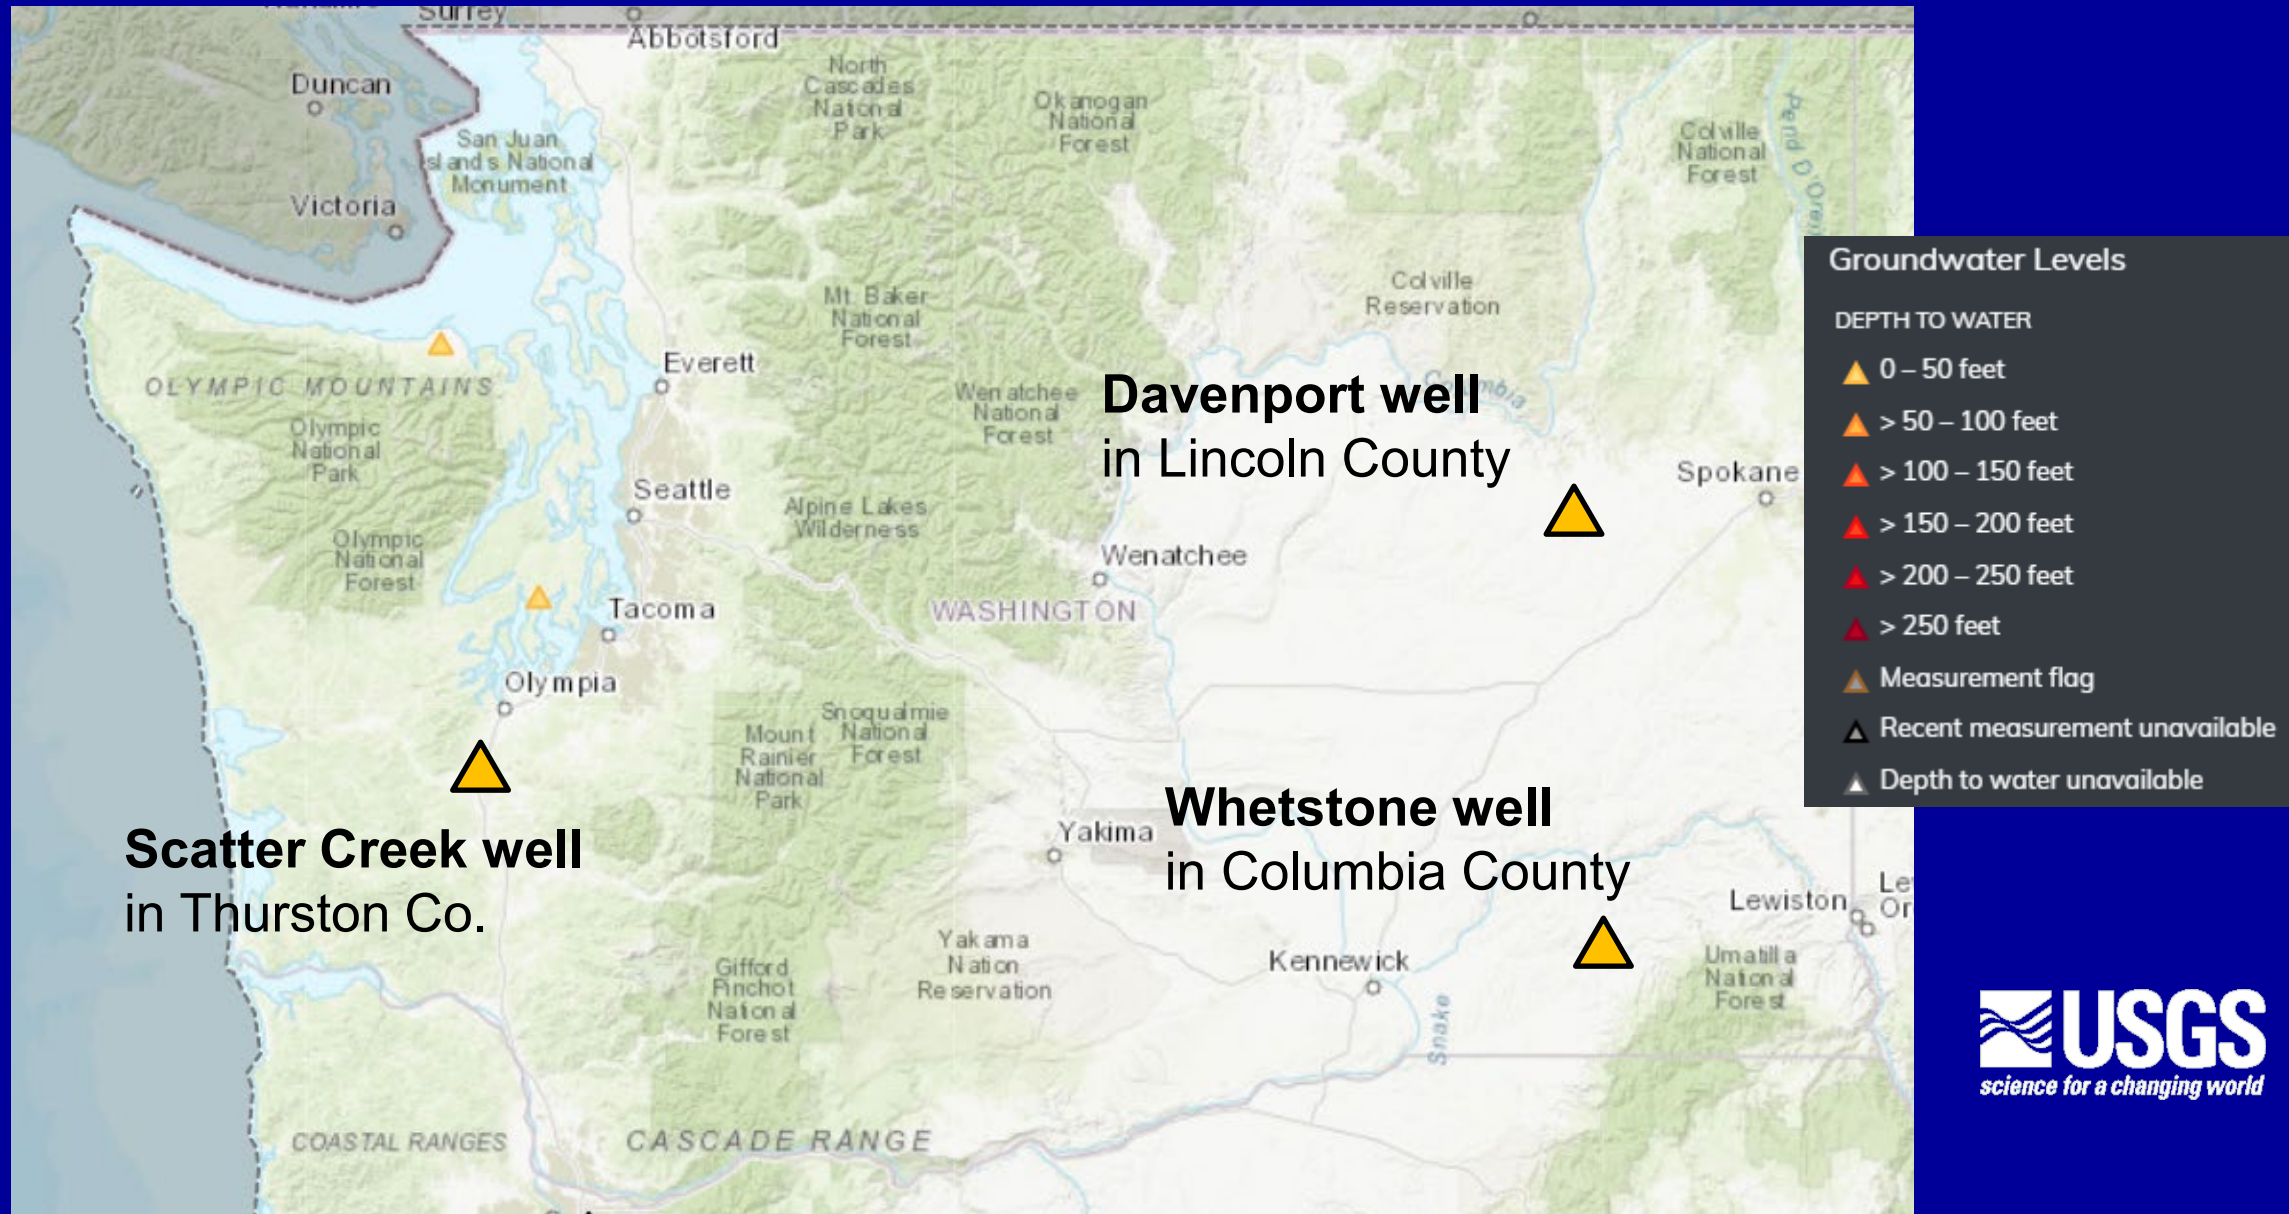 Surrey
Abbotsford
Duncan
North
Cascades
National
Park
Okanogan
National
Forest
Colville
National
Forest
Pend D'Orei
San Juan
slands National
Monument
Victoria
Colville
Reservation
Mt. Baker
National
Forest
Everett
OLYMPIC MOUNTAINS
Olympic
National
Park
Wenatchee
National
Forest
Columbia
Davenport well
in Lincoln County
Spokane
Seattle
Alpine Lakes
Wilderness
Olympic
National
Forest
Wenatchee
Tacoma
WASHINGTON
Olympia
Snoqualmie
National
Forest
Mount
Rainier
National
Park
Scatter Creek well
in Thurston Co.
Yakima
Whetstone well
in Columbia County
Lewiston
Le
Or
Yakama
Nation
Reservation
Kennewick
Umatilla
National
Forest
Gifford
Pinchot
National
Forest
Snake
COASTAL RANGES
CASCADE RANGE
Groundwater Levels
DEPTH TO WATER
0 – 50 feet
> 50 – 100 feet
> 100 – 150 feet
> 150 – 200 feet
> 200 – 250 feet
> 250 feet
Measurement flag
Recent measurement unavailable
Depth to water unavailable
USGS
science for a changing world